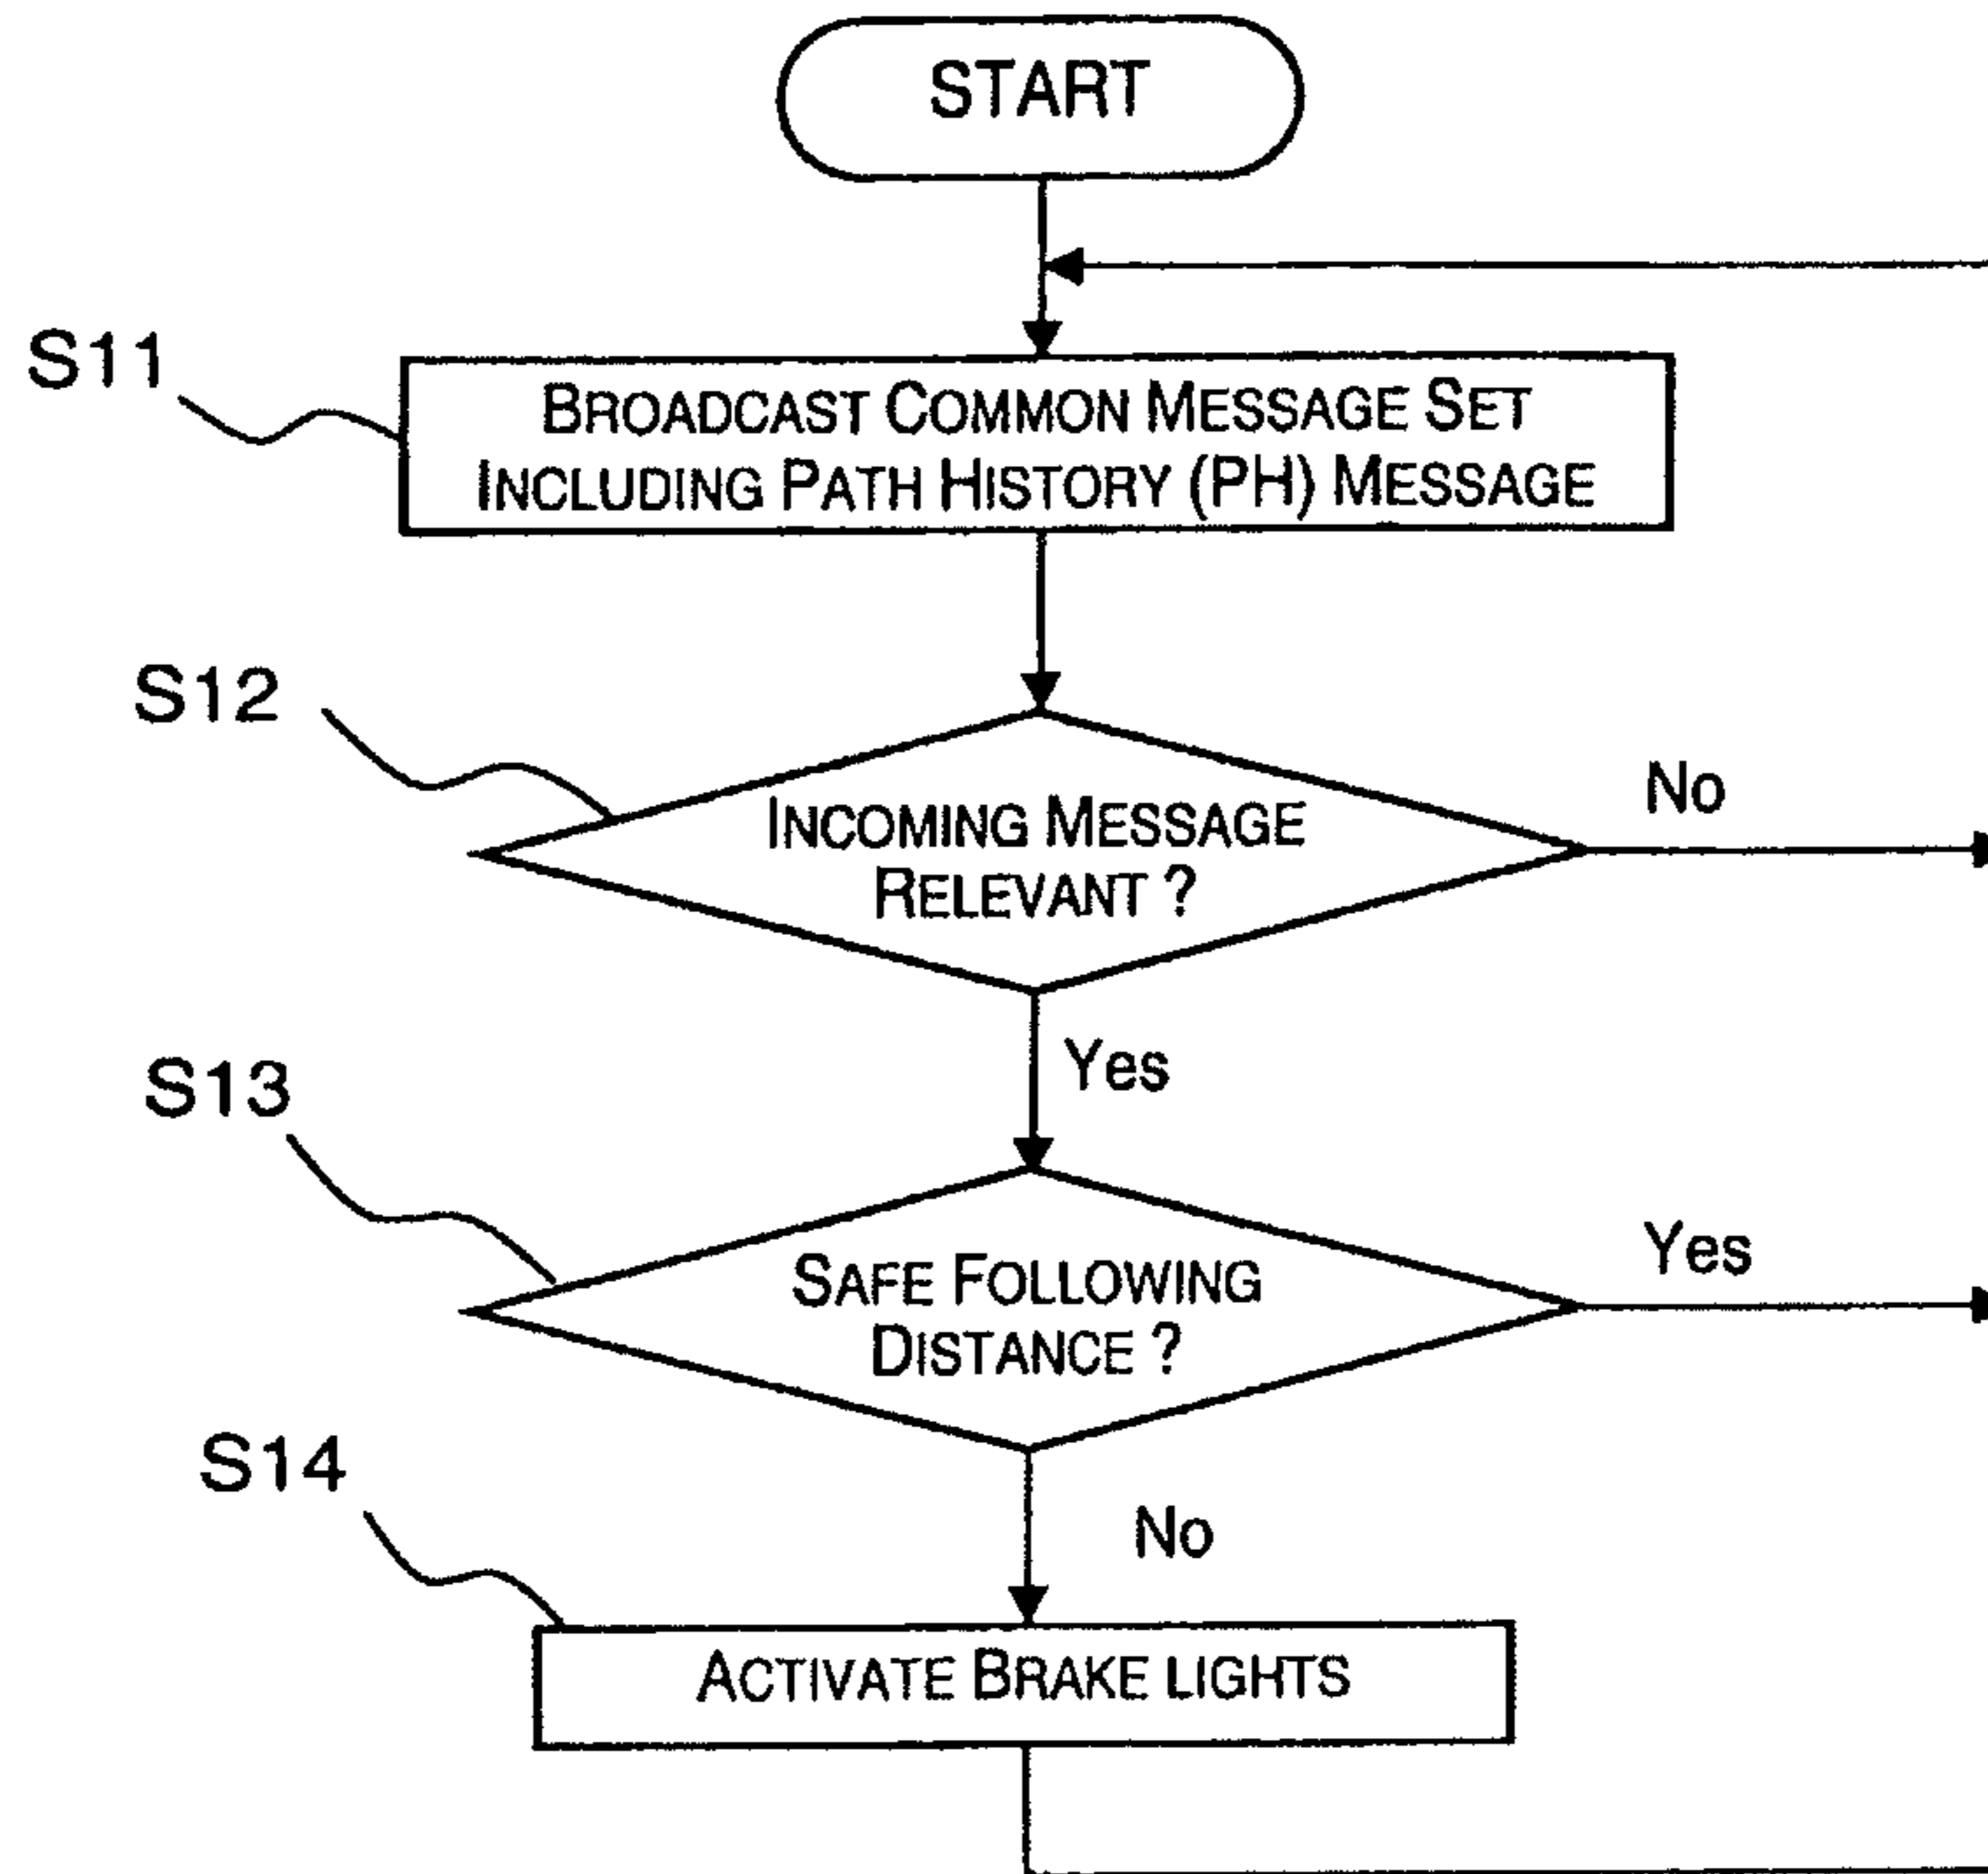 START
S11
BROADCAST COMMON MESSAGE SET
INCLUDING PATH HISTORY (PH) MESSAGE
S12
INCOMING MESSAGE
RELEVANT ?
No
Yes
S13
SAFE FOLLOWING
DISTANCE ?
Yes
No
S14
ACTIVATE BRAKE LIGHTS